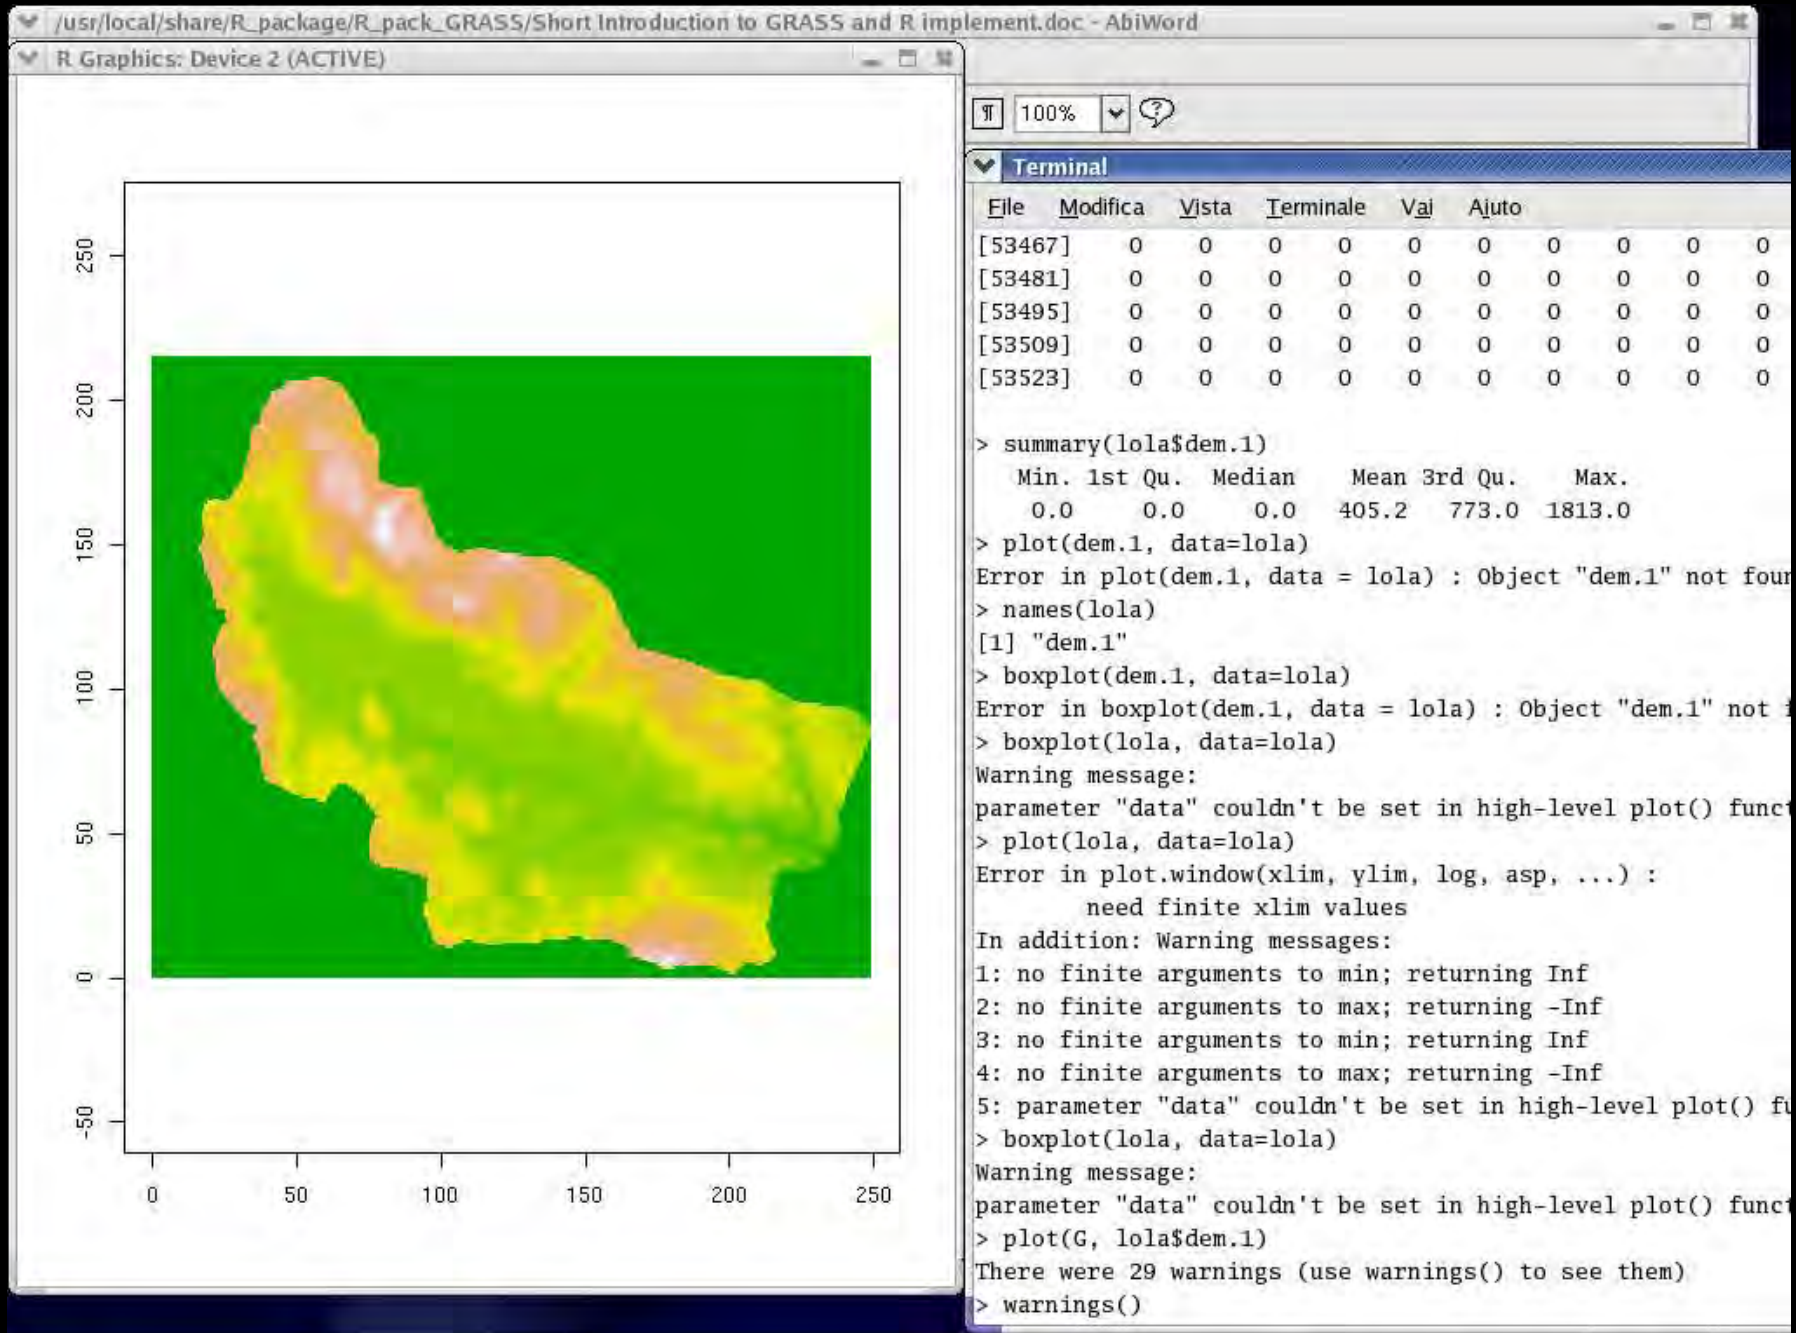 /usr/local/share/R_package/R_pack_GRASS/Short Introduction to GRASS and R implement.doc - AbiWord
R Graphics: Device 2 (ACTIVE)
250
200
150
100
50
0
-50
0 50 100 150 200 250
¶ 100% ?
Terminal
File Modifica Vista Terminale Vai Aiuto
[53467] 0 0 0 0 0 0 0 0 0 0
[53481] 0 0 0 0 0 0 0 0 0 0
[53495] 0 0 0 0 0 0 0 0 0 0
[53509] 0 0 0 0 0 0 0 0 0 0
[53523] 0 0 0 0 0 0 0 0 0 0
> summary(lola$dem.1)
Min. 1st Qu. Median Mean 3rd Qu. Max.
0.0 0.0 0.0 405.2 773.0 1813.0
> plot(dem.1, data=lola)
Error in plot(dem.1, data = lola) : Object "dem.1" not
> names(lola)
[1] "dem.1"
> boxplot(dem.1, data=lola)
Error in boxplot(dem.1, data = lola) : Object "dem.1" not
> boxplot(lola, data=lola)
Warning message:
parameter "data" couldn't be set in high-level plot() funct
> plot(lola, data=lola)
Error in plot.window(xlim, ylim, log, asp, ...) :
need finite xlim values
In addition: Warning messages:
1: no finite arguments to min; returning Inf
2: no finite arguments to max; returning -Inf
3: no finite arguments to min; returning Inf
4: no finite arguments to max; returning -Inf
5: parameter "data" couldn't be set in high-level plot()
> boxplot(lola, data=lola)
Warning message:
parameter "data" couldn't be set in high-level plot() funct
> plot(G, lola$dem.1)
There were 29 warnings (use warnings() to see them)
> warnings()